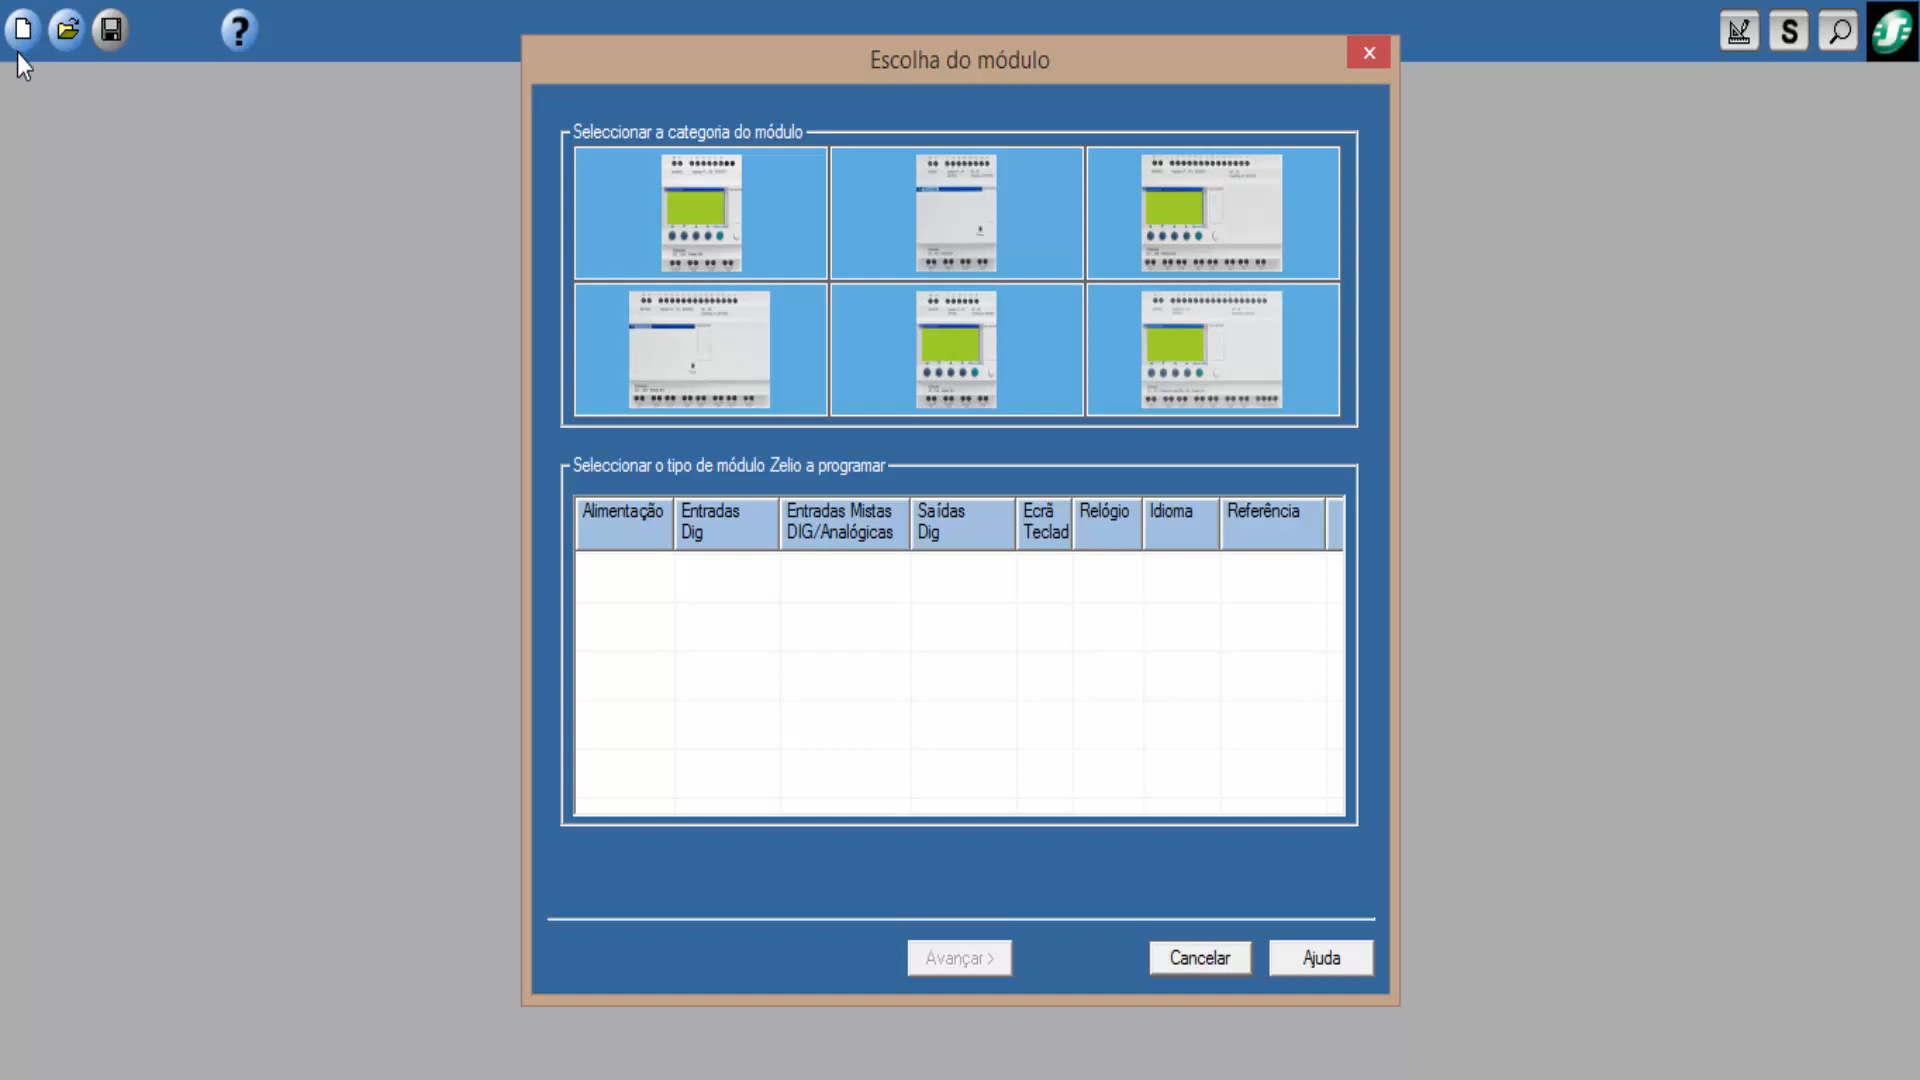 ?
S
Escolha do módulo
x
Seleccionar a categoria do módulo
Seleccionar o tipo de módulo Zelio a programar
Alimentação
Entradas
Dig
Entradas Mistas
DIG/Analógicas
Saídas
Dig
Ecrã
Teclad
Relógio
Idioma
Referência
Avançar >
Cancelar
Ajuda